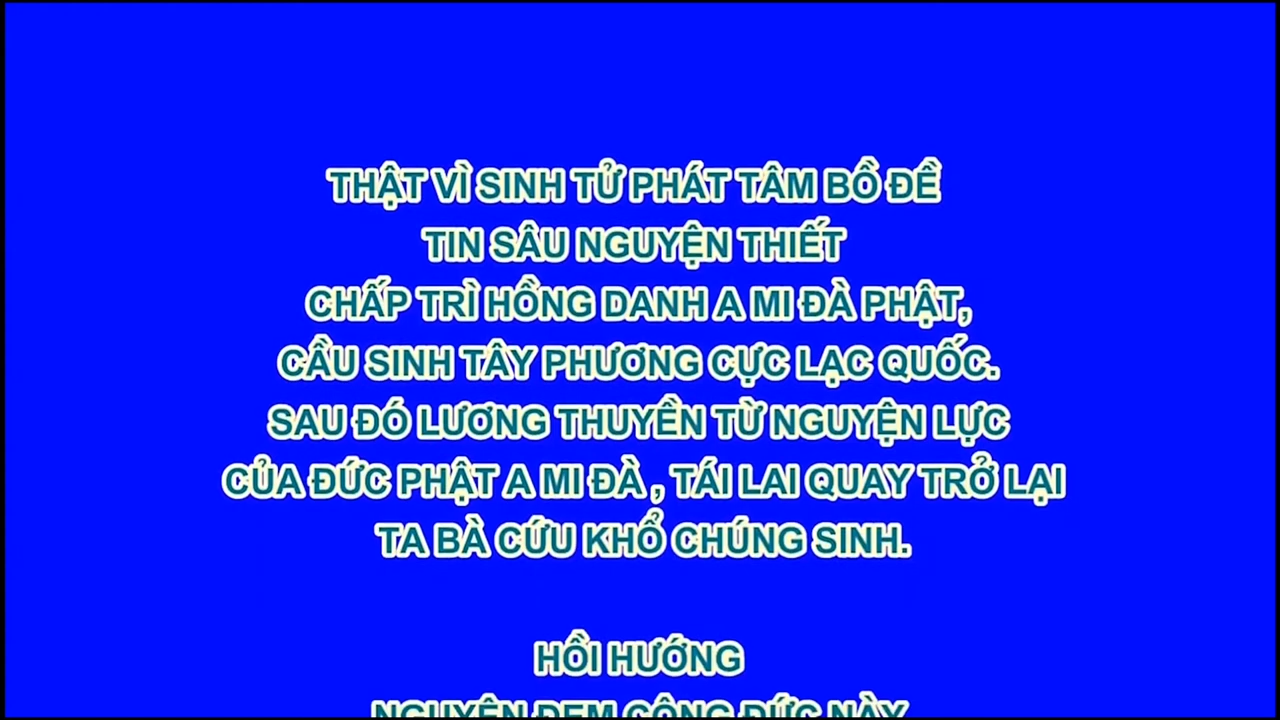 THẬT VÌ SINH TỬ PHÁT TÂM BỒ ĐỀ
TIN SÂU NGUYỆN THIẾT
CHẤP TRÌ HỒNG DANH A MI ĐÀ PHẬT,
CẦU SINH TÂY PHƯƠNG CỰC LẠC QUỐC.
SAU ĐÓ LƯƠNG THUYỀN TỪ NGUYỆN LỰC
CỦA ĐỨC PHẬT A MI ĐÀ , TÁI LAI QUAY TRỞ LẠI
TA BÀ CỨU KHỔ CHÚNG SINH.
HỒI HƯỚNG
NGUYỆN ĐEM CÔNG ĐỨC NÀY